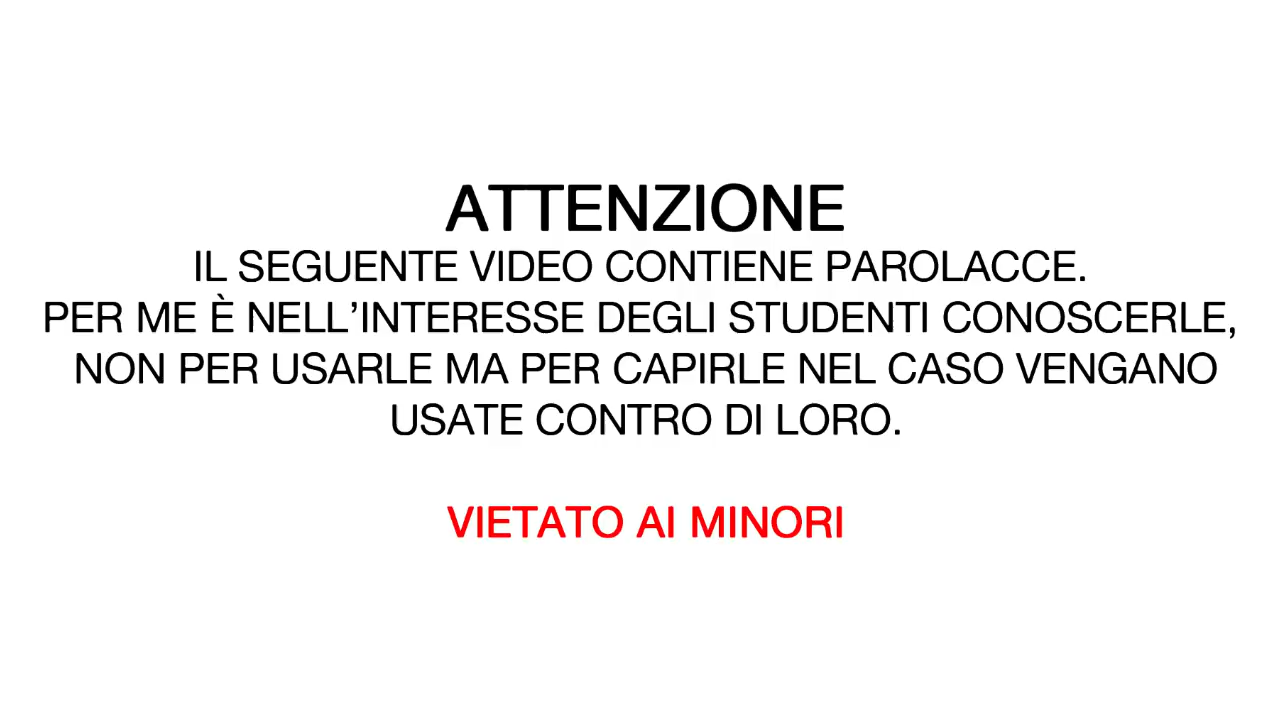 ATTENZIONE
IL SEGUENTE VIDEO CONTIENE PAROLACCE.
PER ME È NELL’INTERESSE DEGLI STUDENTI CONOSCERLE,
NON PER USARLE MA PER CAPIRLE NEL CASO VENGANO
USATE CONTRO DI LORO.
VIETATO AI MINORI